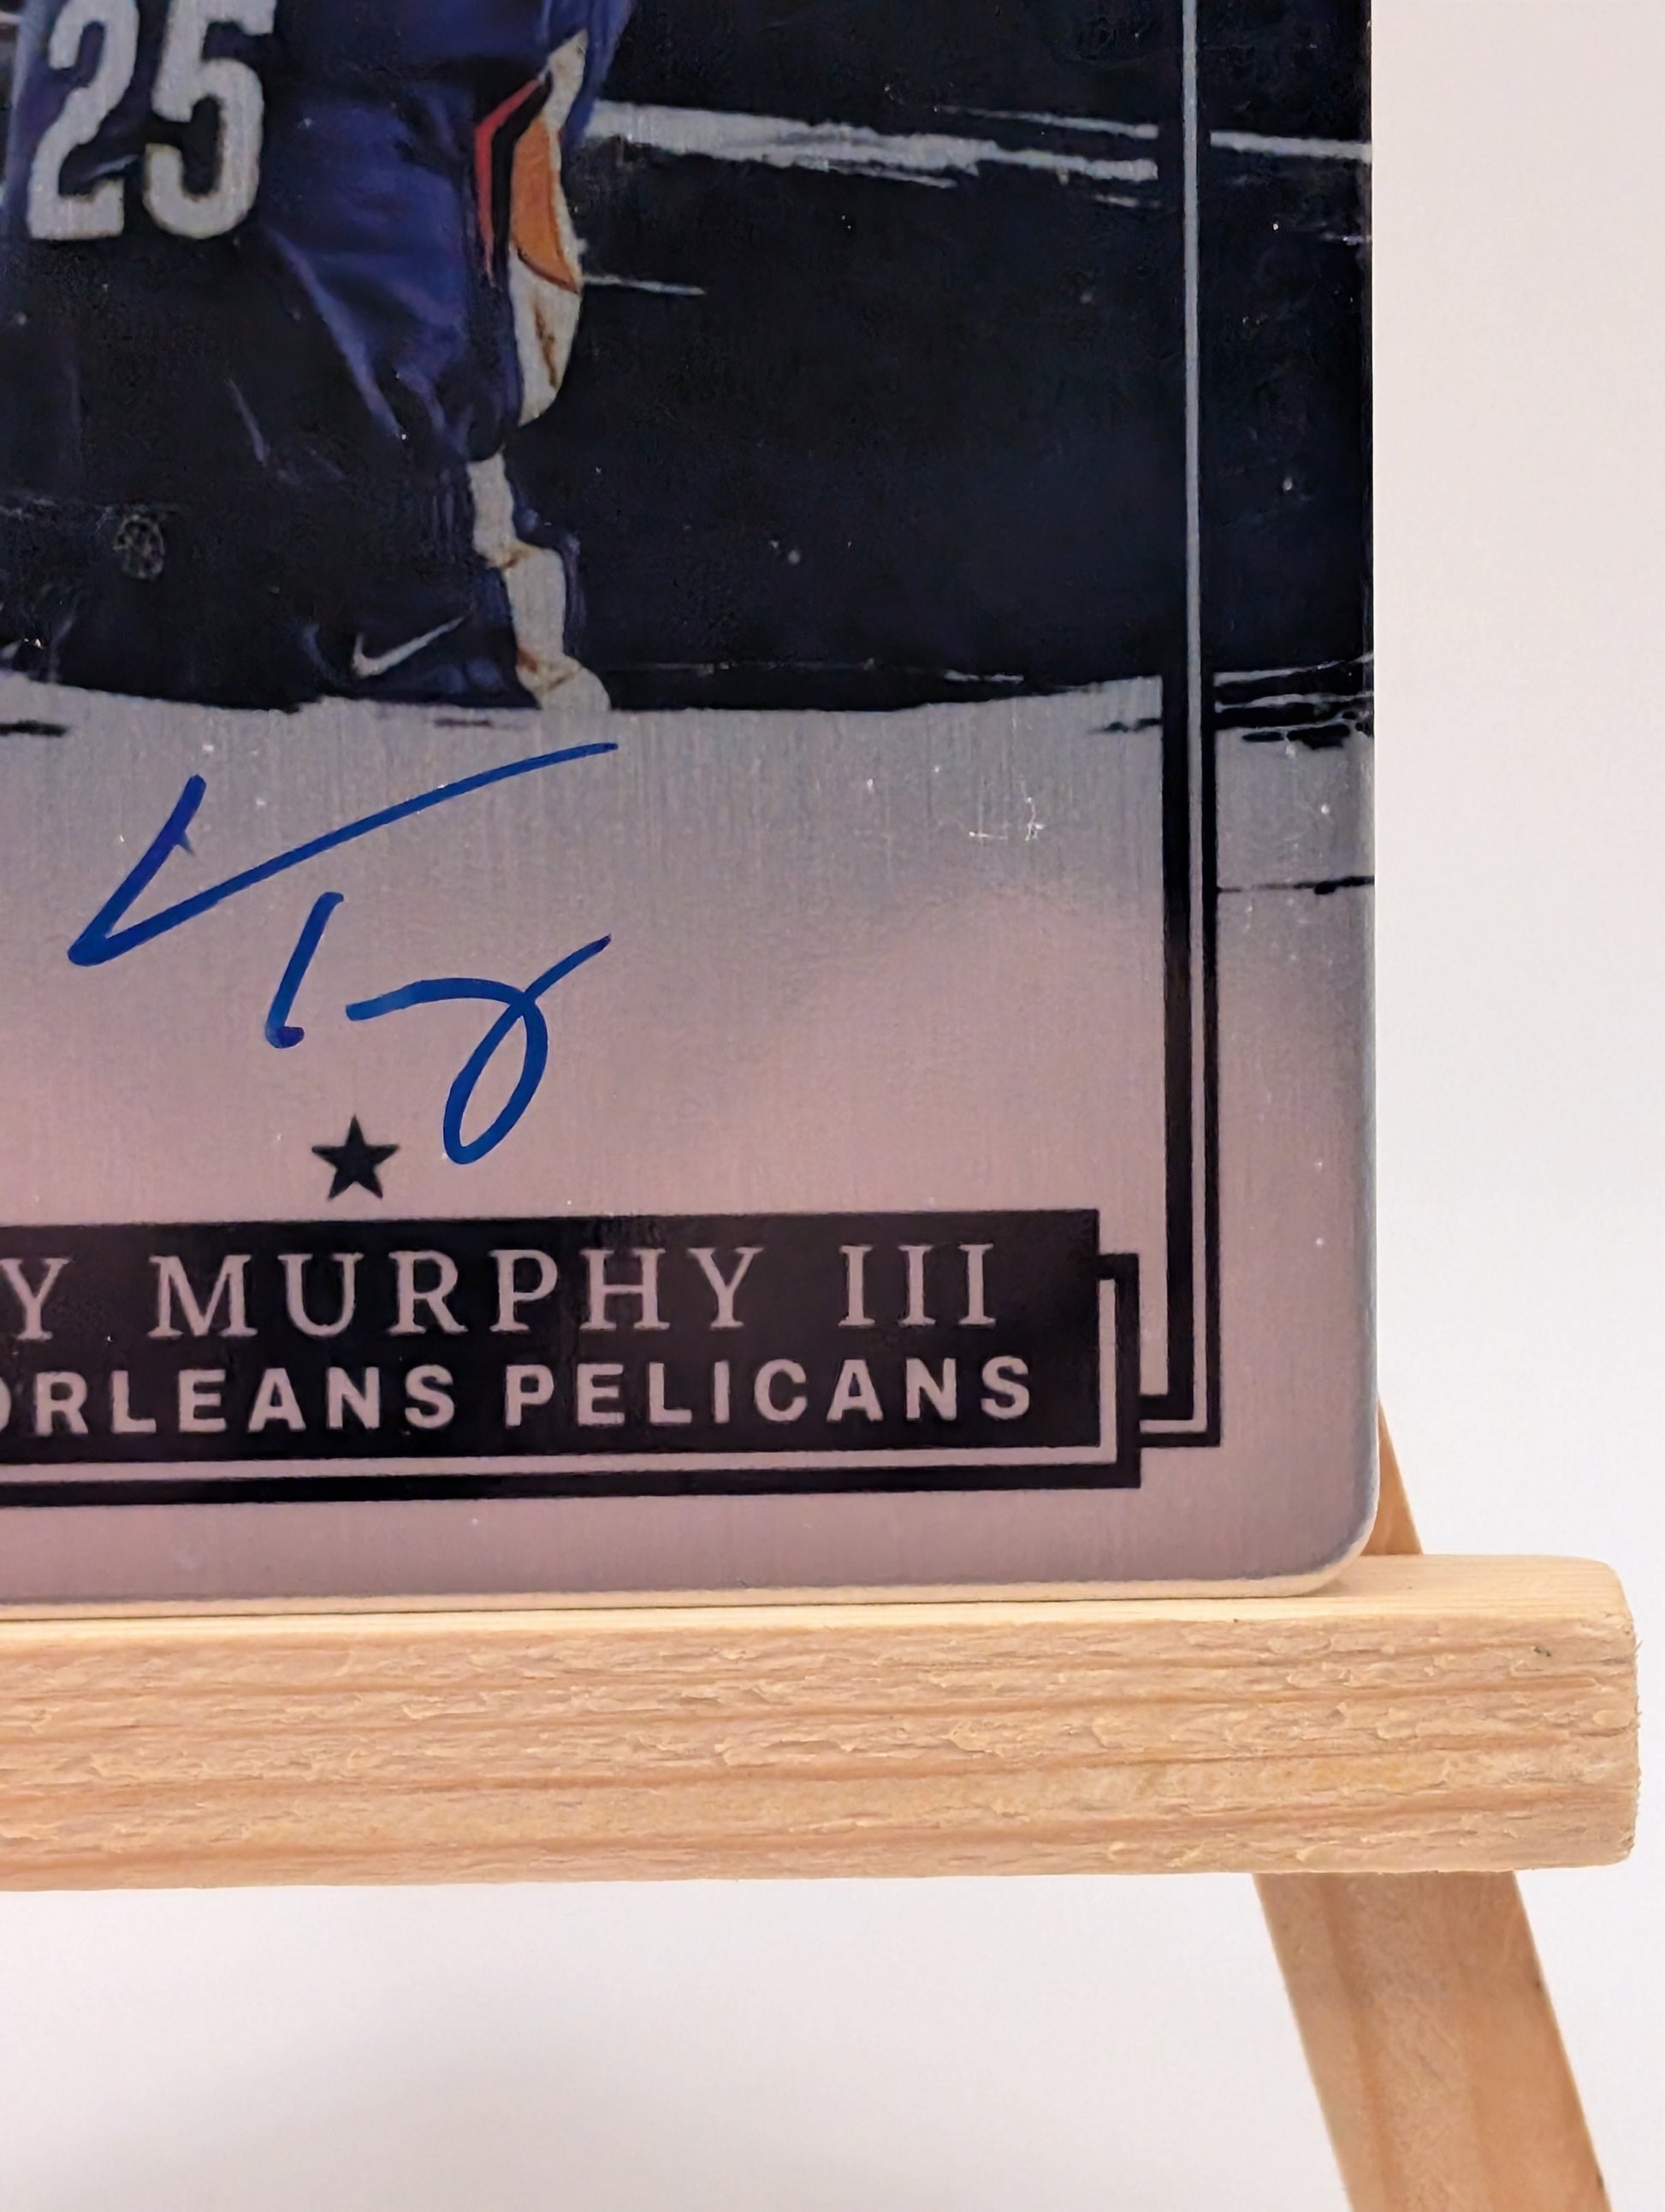 25
Y MURPHY III
ORLEANS PELICANS